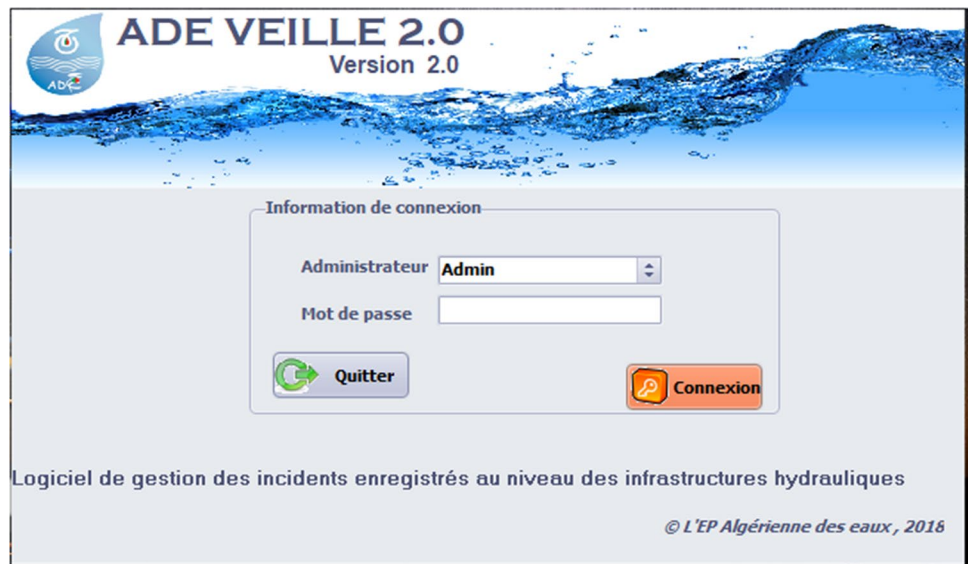 ADE VEILLE 2.0
Version 2.0
ADE
Information de connexion
Administrateur Admin
Mot de passe
Quitter
Connexion
Logiciel de gestion des incidents enregistrés au niveau des infrastructures hydrauliques
© L'EP Algérienne des eaux , 2018